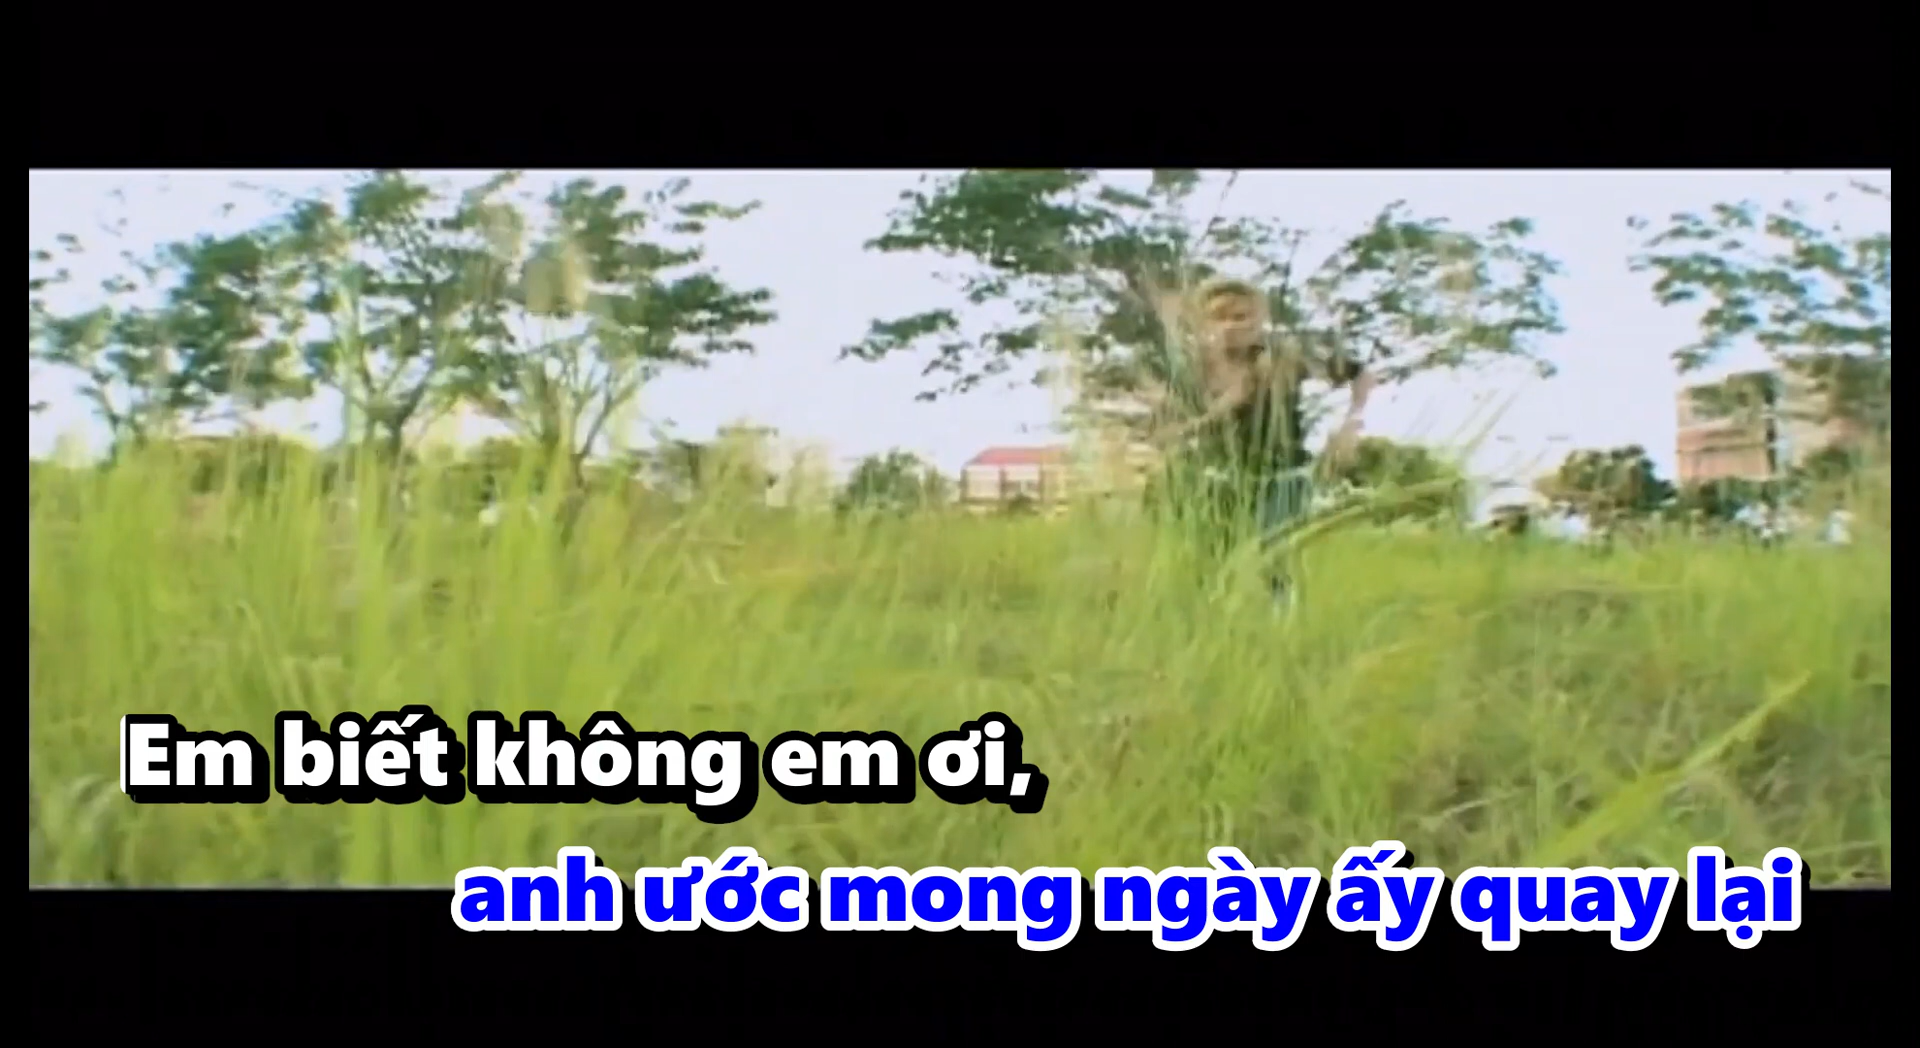 Em biết không em ơi,
anh ước mong ngày ấy quay lại